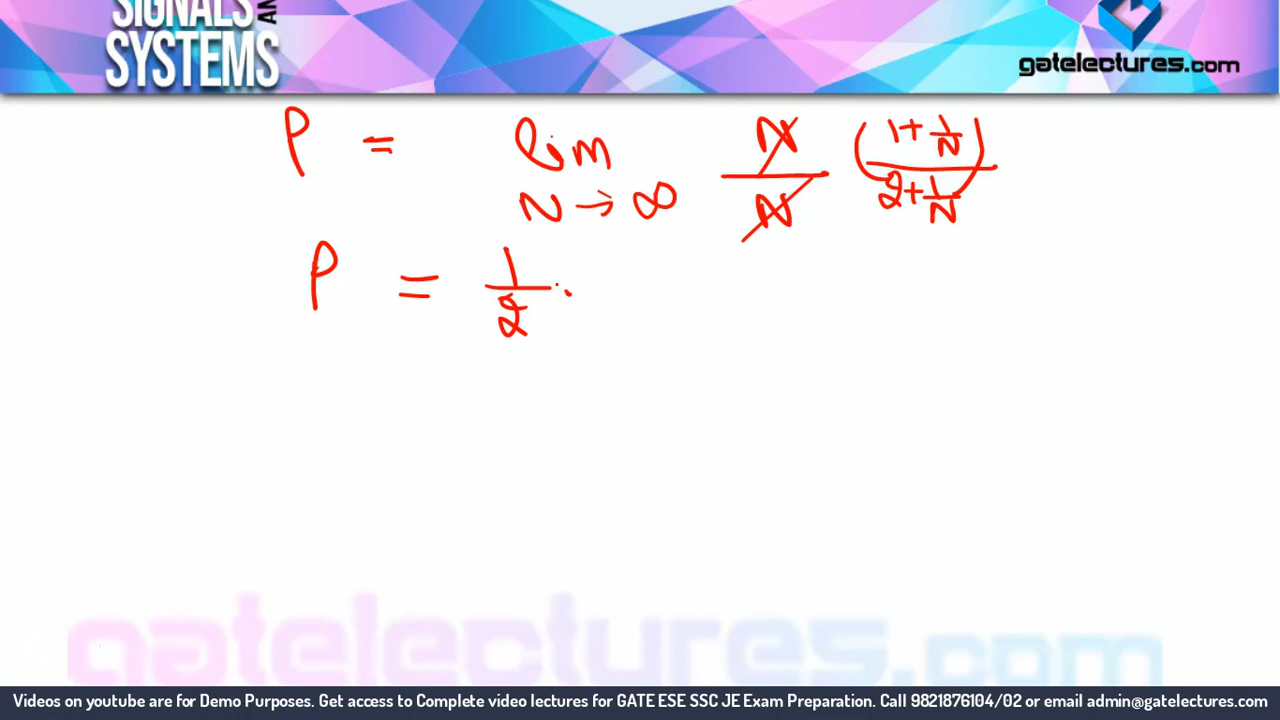 SIGNALS AND
SYSTEMS
gatelectures.com
P = lim N→∞ N/N (1+1/N)/(2+1/N)
P = 1/2.
gatelectures.com
Videos on youtube are for Demo Purposes. Get access to Complete video lectures for GATE ESE SSC JE Exam Preparation. Call 9821876104/02 or email admin@gatelectures.com